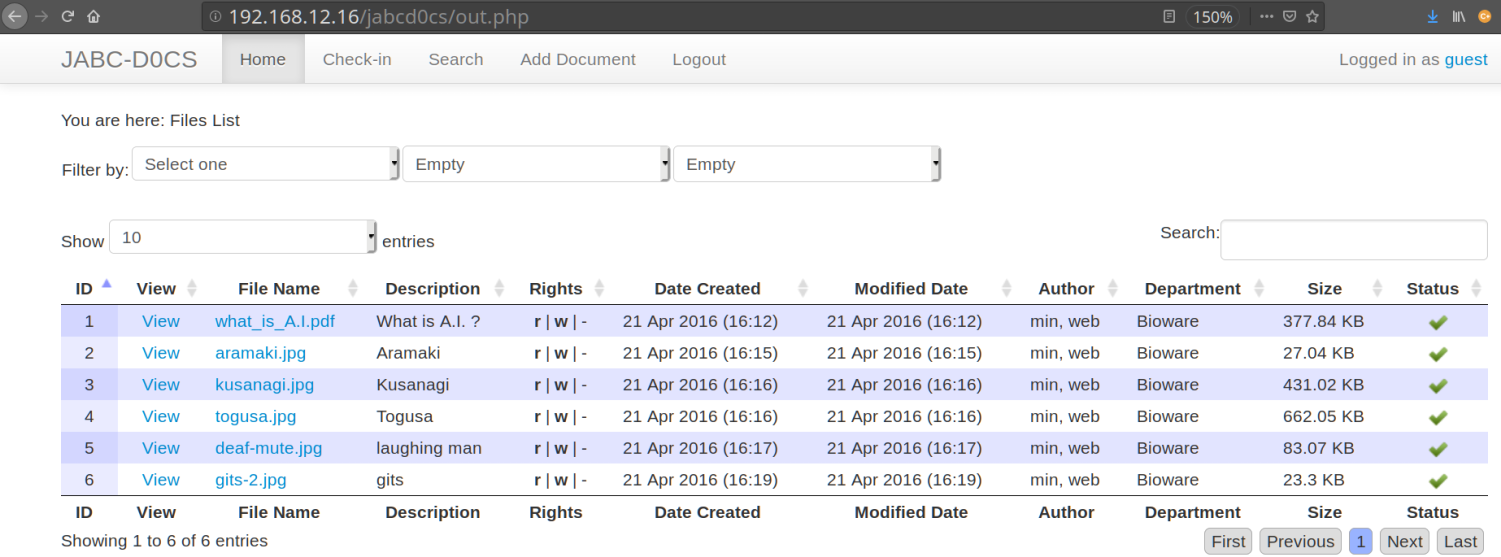 192.168.12.16/jabcd0cs/out.php 150%
JABC-D0CS Home Check-in Search Add Document Logout Logged in as guest
You are here: Files List
Filter by: Select one Empty Empty
Show 10 entries Search:
ID View File Name Description Rights Date Created Modified Date Author Department Size Status
1 View what_is_A.I.pdf What is A.I. ? r | w | - 21 Apr 2016 (16:12) 21 Apr 2016 (16:12) min, web Bioware 377.84 KB
2 View aramaki.jpg Aramaki r | w | - 21 Apr 2016 (16:15) 21 Apr 2016 (16:15) min, web Bioware 27.04 KB
3 View kusanagi.jpg Kusanagi r | w | - 21 Apr 2016 (16:16) 21 Apr 2016 (16:16) min, web Bioware 431.02 KB
4 View togusa.jpg Togusa r | w | - 21 Apr 2016 (16:16) 21 Apr 2016 (16:16) min, web Bioware 662.05 KB
5 View deaf-mute.jpg laughing man r | w | - 21 Apr 2016 (16:17) 21 Apr 2016 (16:17) min, web Bioware 83.07 KB
6 View gits-2.jpg gits r | w | - 21 Apr 2016 (16:19) 21 Apr 2016 (16:19) min, web Bioware 23.3 KB
ID View File Name Description Rights Date Created Modified Date Author Department Size Status
Showing 1 to 6 of 6 entries First Previous 1 Next Last